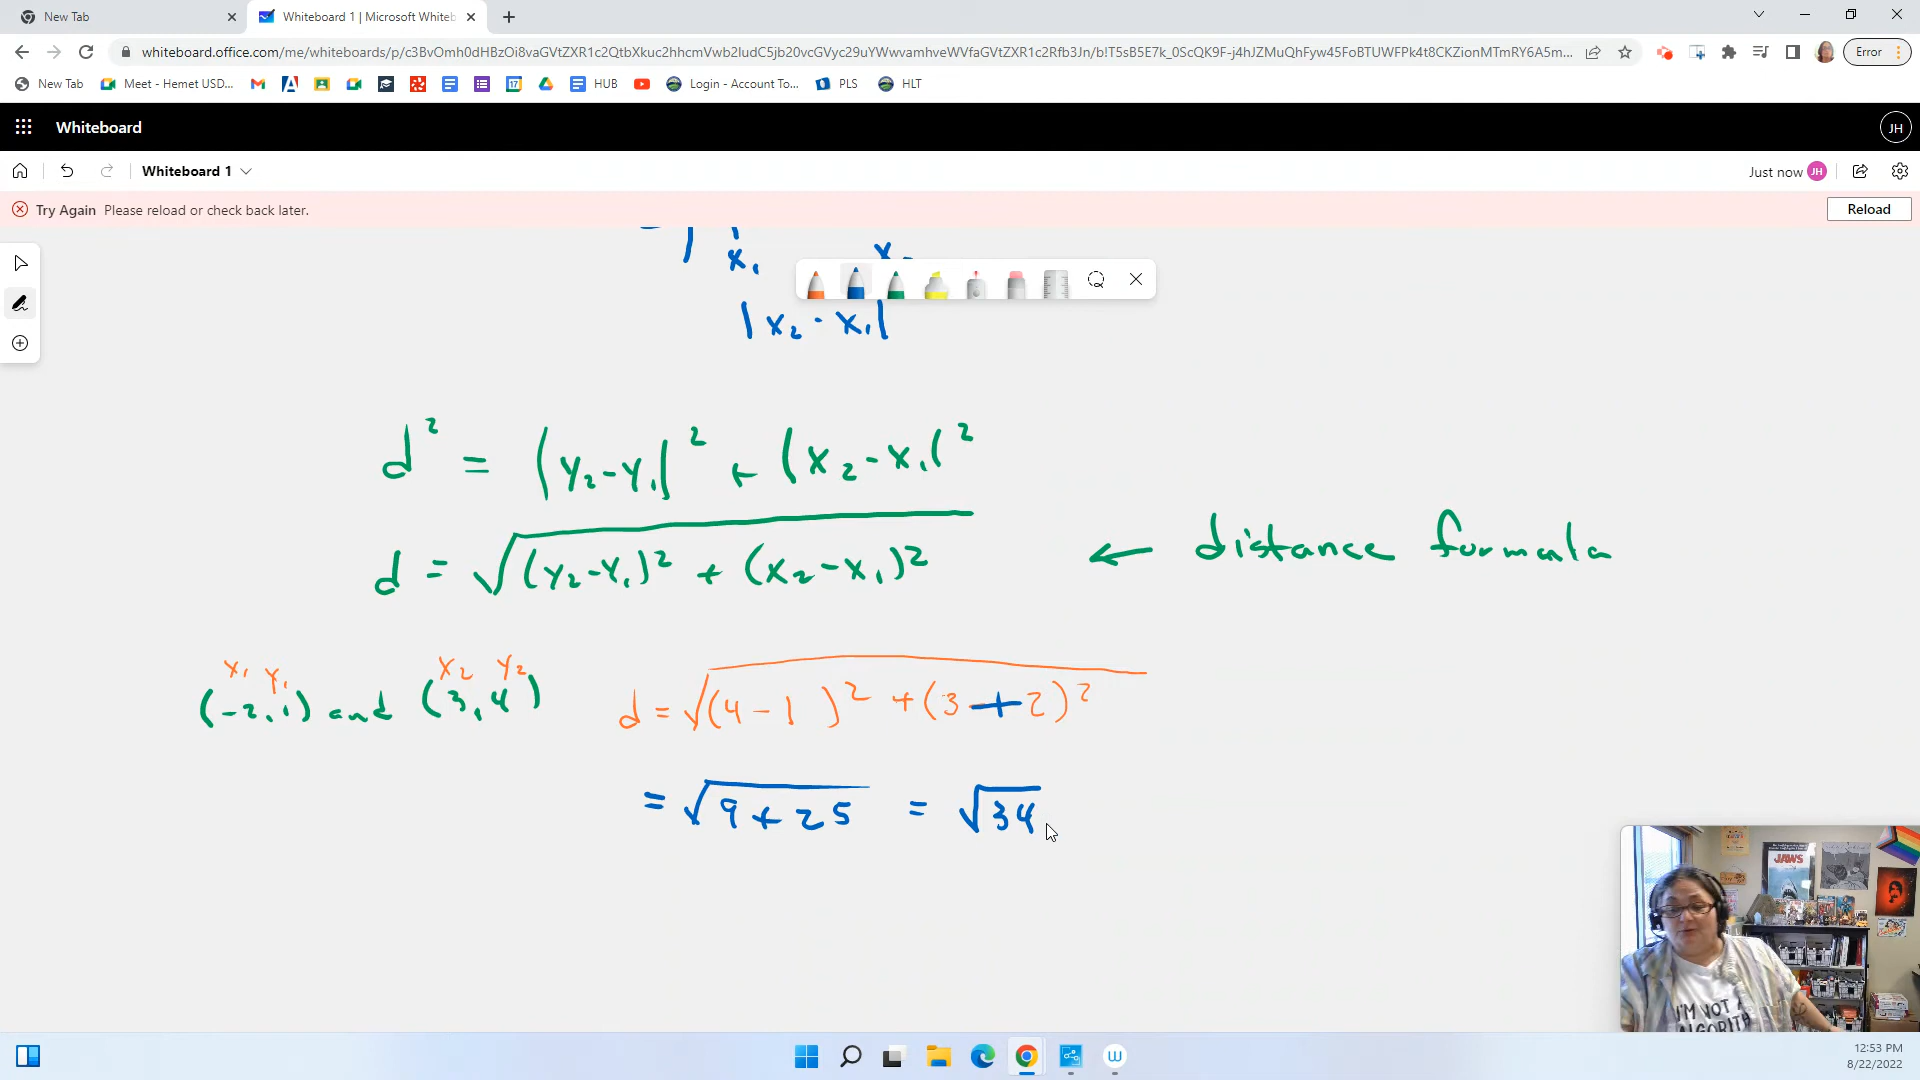 New Tab
Whiteboard 1 | Microsoft Whiteb
whiteboard.office.com/me/whiteboards/p/c3BvOmh0dHBzOi8vaGVtZXR1c2QtbXkuc2hhcmVwb2ludC5jb20vcGVyc29uYWwvamhveWVfaGVtZXR1c2Rfb3Jn/b!T5sB5E7k_0ScQK9F-j4hJZMuQhFyw45FoBTUWFPk4t8CKZionMTmRY6A5m...
Error
New Tab
Meet - Hemet USD...
HUB
Login - Account To...
PLS
HLT
Whiteboard
JH
Whiteboard 1
Just now JH
Try Again Please reload or check back later.
Reload
x₁
|x₂ - x₁|
d² = |y₂-y₁|² + |x₂-x₁|²
d = √(y₂-y₁)² + (x₂-x₁)² ← distance formula
x₁ y₁ x₂ y₂
(-2,1) and (3,4) d = √(4-1)² + (3+2)²
= √9+25 = √34
JAWS
I'M NOT A
ALGORITH
12:53 PM
8/22/2022